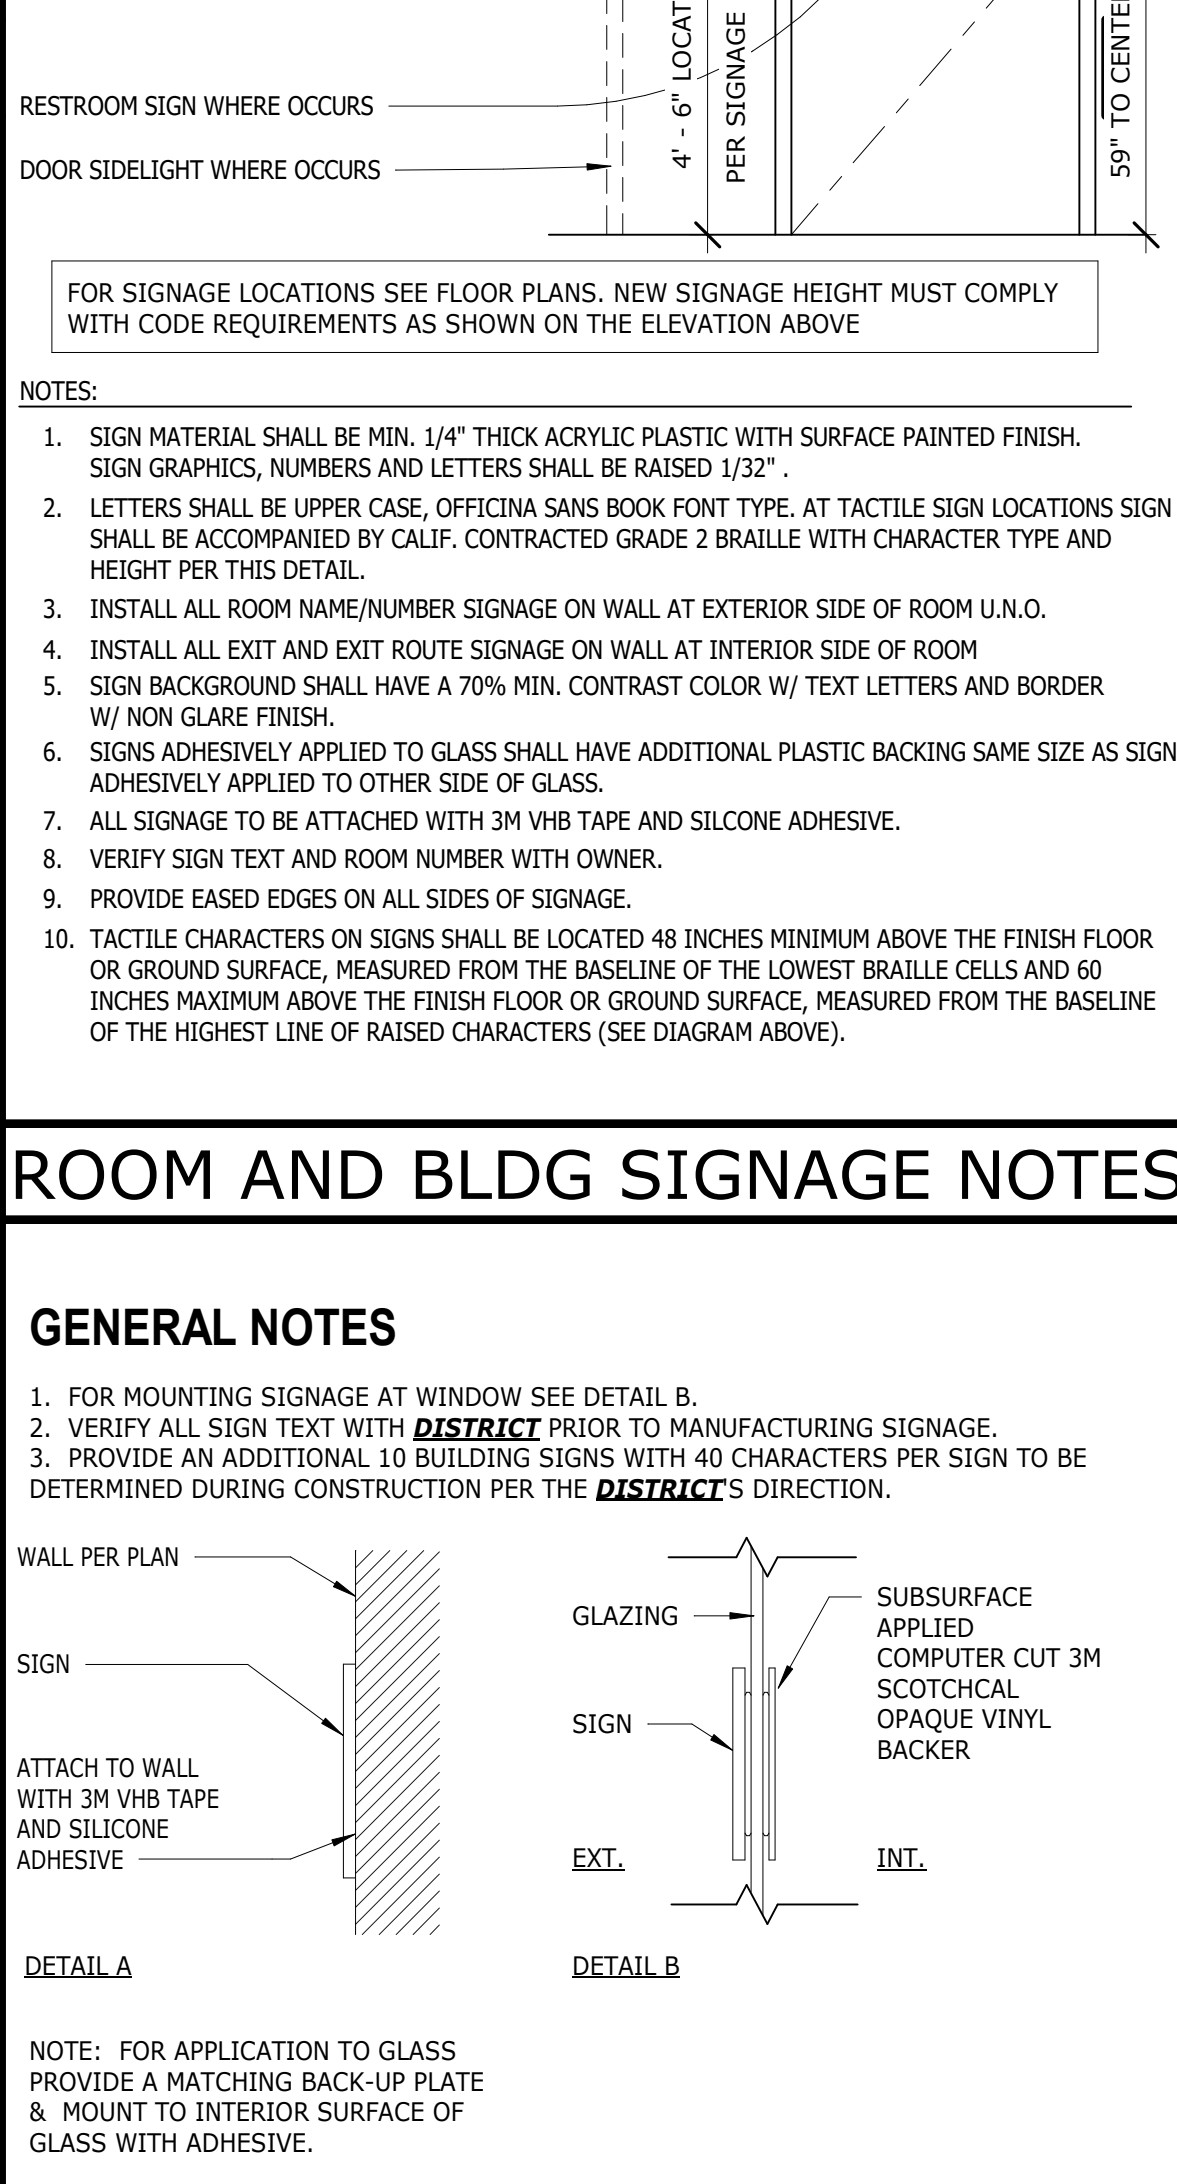 4' - 6" LOCAT
PER SIGNAGE
59" TO CENTE
RESTROOM SIGN WHERE OCCURS
DOOR SIDELIGHT WHERE OCCURS
FOR SIGNAGE LOCATIONS SEE FLOOR PLANS. NEW SIGNAGE HEIGHT MUST COMPLY
WITH CODE REQUIREMENTS AS SHOWN ON THE ELEVATION ABOVE
NOTES:
1. SIGN MATERIAL SHALL BE MIN. 1/4" THICK ACRYLIC PLASTIC WITH SURFACE PAINTED FINISH.
SIGN GRAPHICS, NUMBERS AND LETTERS SHALL BE RAISED 1/32" .
2. LETTERS SHALL BE UPPER CASE, OFFICINA SANS BOOK FONT TYPE. AT TACTILE SIGN LOCATIONS SIGN
SHALL BE ACCOMPANIED BY CALIF. CONTRACTED GRADE 2 BRAILLE WITH CHARACTER TYPE AND
HEIGHT PER THIS DETAIL.
3. INSTALL ALL ROOM NAME/NUMBER SIGNAGE ON WALL AT EXTERIOR SIDE OF ROOM U.N.O.
4. INSTALL ALL EXIT AND EXIT ROUTE SIGNAGE ON WALL AT INTERIOR SIDE OF ROOM
5. SIGN BACKGROUND SHALL HAVE A 70% MIN. CONTRAST COLOR W/ TEXT LETTERS AND BORDER
W/ NON GLARE FINISH.
6. SIGNS ADHESIVELY APPLIED TO GLASS SHALL HAVE ADDITIONAL PLASTIC BACKING SAME SIZE AS SIGN
ADHESIVELY APPLIED TO OTHER SIDE OF GLASS.
7. ALL SIGNAGE TO BE ATTACHED WITH 3M VHB TAPE AND SILCONE ADHESIVE.
8. VERIFY SIGN TEXT AND ROOM NUMBER WITH OWNER.
9. PROVIDE EASED EDGES ON ALL SIDES OF SIGNAGE.
10. TACTILE CHARACTERS ON SIGNS SHALL BE LOCATED 48 INCHES MINIMUM ABOVE THE FINISH FLOOR
OR GROUND SURFACE, MEASURED FROM THE BASELINE OF THE LOWEST BRAILLE CELLS AND 60
INCHES MAXIMUM ABOVE THE FINISH FLOOR OR GROUND SURFACE, MEASURED FROM THE BASELINE
OF THE HIGHEST LINE OF RAISED CHARACTERS (SEE DIAGRAM ABOVE).
ROOM AND BLDG SIGNAGE NOTES
GENERAL NOTES
1. FOR MOUNTING SIGNAGE AT WINDOW SEE DETAIL B.
2. VERIFY ALL SIGN TEXT WITH DISTRICT PRIOR TO MANUFACTURING SIGNAGE.
3. PROVIDE AN ADDITIONAL 10 BUILDING SIGNS WITH 40 CHARACTERS PER SIGN TO BE
DETERMINED DURING CONSTRUCTION PER THE DISTRICT'S DIRECTION.
WALL PER PLAN
SIGN
ATTACH TO WALL
WITH 3M VHB TAPE
AND SILICONE
ADHESIVE
DETAIL A
GLAZING
SIGN
EXT.
SUBSURFACE
APPLIED
COMPUTER CUT 3M
SCOTCHCAL
OPAQUE VINYL
BACKER
INT.
DETAIL B
NOTE: FOR APPLICATION TO GLASS
PROVIDE A MATCHING BACK-UP PLATE
& MOUNT TO INTERIOR SURFACE OF
GLASS WITH ADHESIVE.